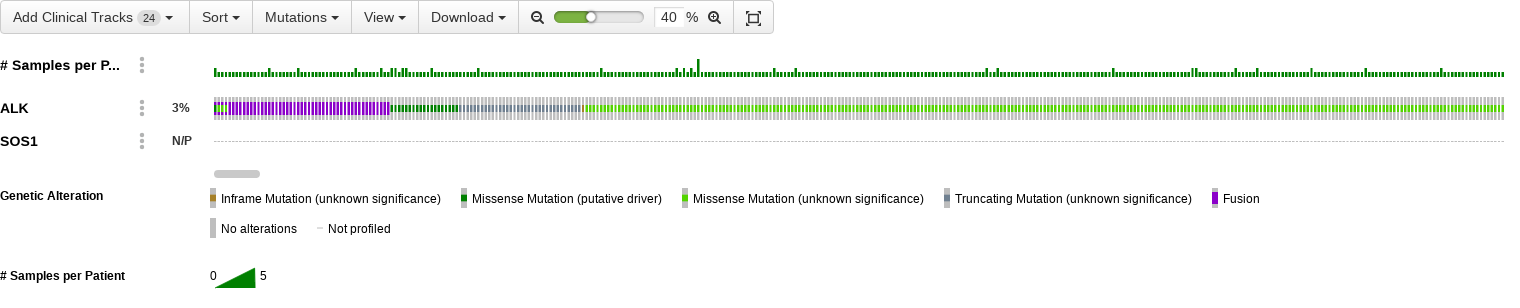 Add Clinical Tracks 24 Sort Mutations View Download 40 %
# Samples per P...
ALK 3%
SOS1 N/P
Genetic Alteration Inframe Mutation (unknown significance) Missense Mutation (putative driver) Missense Mutation (unknown significance) Truncating Mutation (unknown significance) Fusion
No alterations Not profiled
# Samples per Patient 0 5